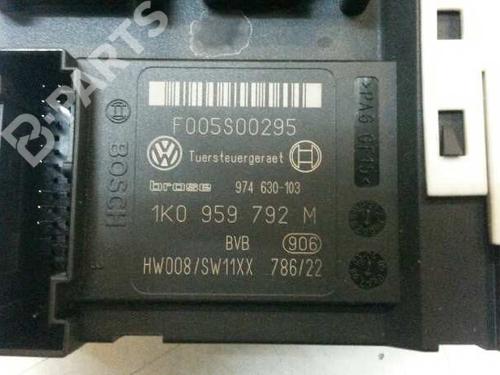 B-PARTS
F005S00295
Tuersteuergeraet
BOSCH
brose 974 630-103
1K0 959 792 M
BVB 906
HW008/SW11XX 786/22